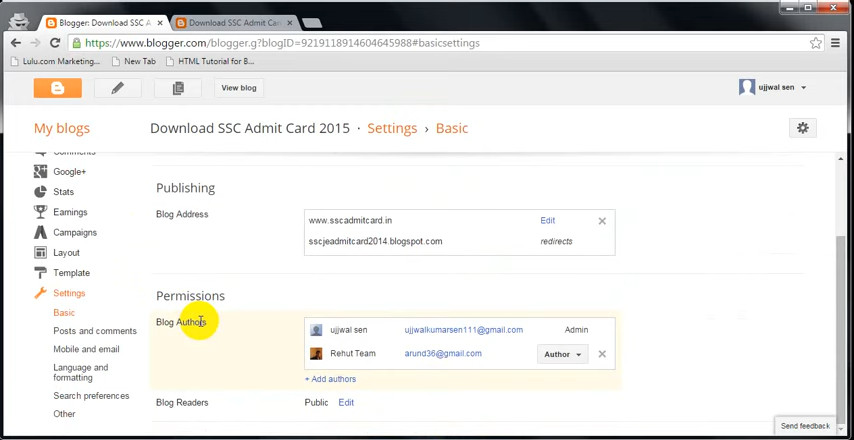 Blogger: Download SSC A
Download SSC Admit Card
https://www.blogger.com/blogger.g?blogID=9219118914604645988#basicsettings
Lulu.com Marketing...
New Tab
HTML Tutorial for B...
View blog
ujjwal sen
My blogs
Download SSC Admit Card 2015 · Settings › Basic
Comments
Google+
Stats
Earnings
Campaigns
Layout
Template
Settings
Basic
Posts and comments
Mobile and email
Language and
formatting
Search preferences
Other
Publishing
Blog Address
www.sscadmitcard.in
Edit
sscjeadmitcard2014.blogspot.com
redirects
Permissions
Blog Authors
ujjwal sen
ujjwalkumarsen111@gmail.com
Admin
Rehut Team
arund36@gmail.com
Author
+ Add authors
Blog Readers
Public
Edit
Send feedback